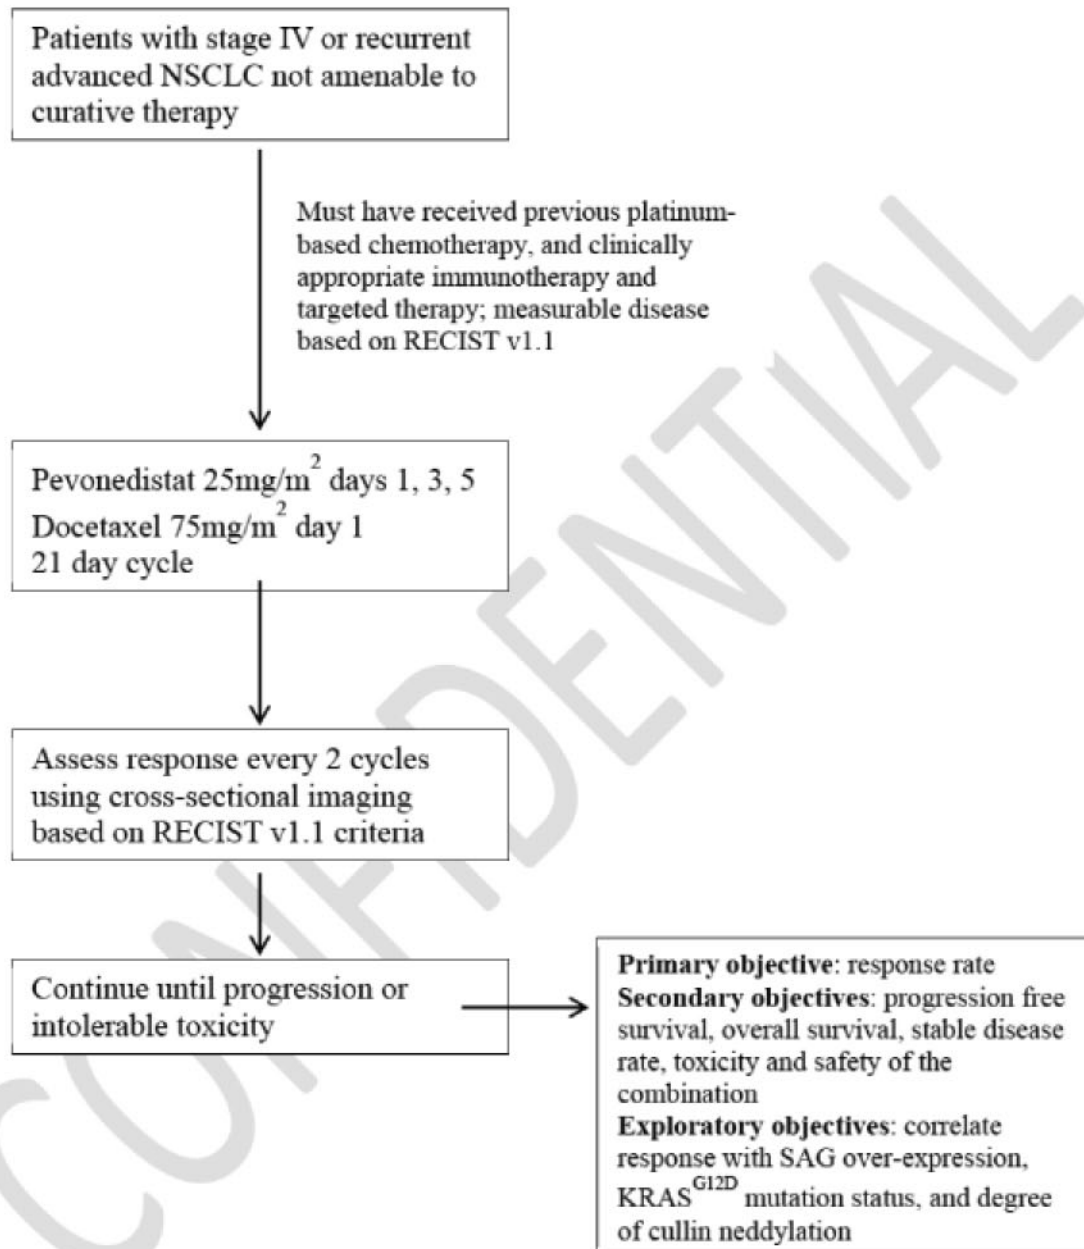 Patients with stage IV or recurrent
advanced NSCLC not amenable to
curative therapy
Must have received previous platinum-
based chemotherapy, and clinically
appropriate immunotherapy and
targeted therapy; measurable disease
based on RECIST v1.1
Pevonedistat 25mg/m² days 1, 3, 5
Docetaxel 75mg/m² day 1
21 day cycle
Assess response every 2 cycles
using cross-sectional imaging
based on RECIST v1.1 criteria
Continue until progression or
intolerable toxicity
Primary objective: response rate
Secondary objectives: progression free
survival, overall survival, stable disease
rate, toxicity and safety of the
combination
Exploratory objectives: correlate
response with SAG over-expression,
KRAS^G12D mutation status, and degree
of cullin neddylation
CONFIDENTIAL